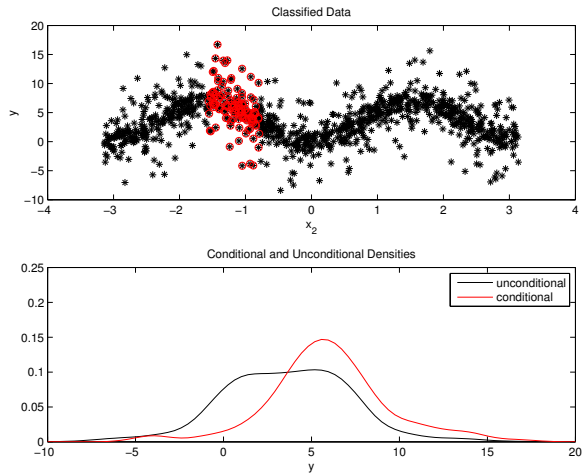 Classified Data
20
15
10
5
0
−5
−10
y
−4 −3 −2 −1 0 1 2 3 4
x_2
Conditional and Unconditional Densities
0.25
0.2
0.15
0.1
0.05
0
unconditional
conditional
−10 −5 0 5 10 15 20
y